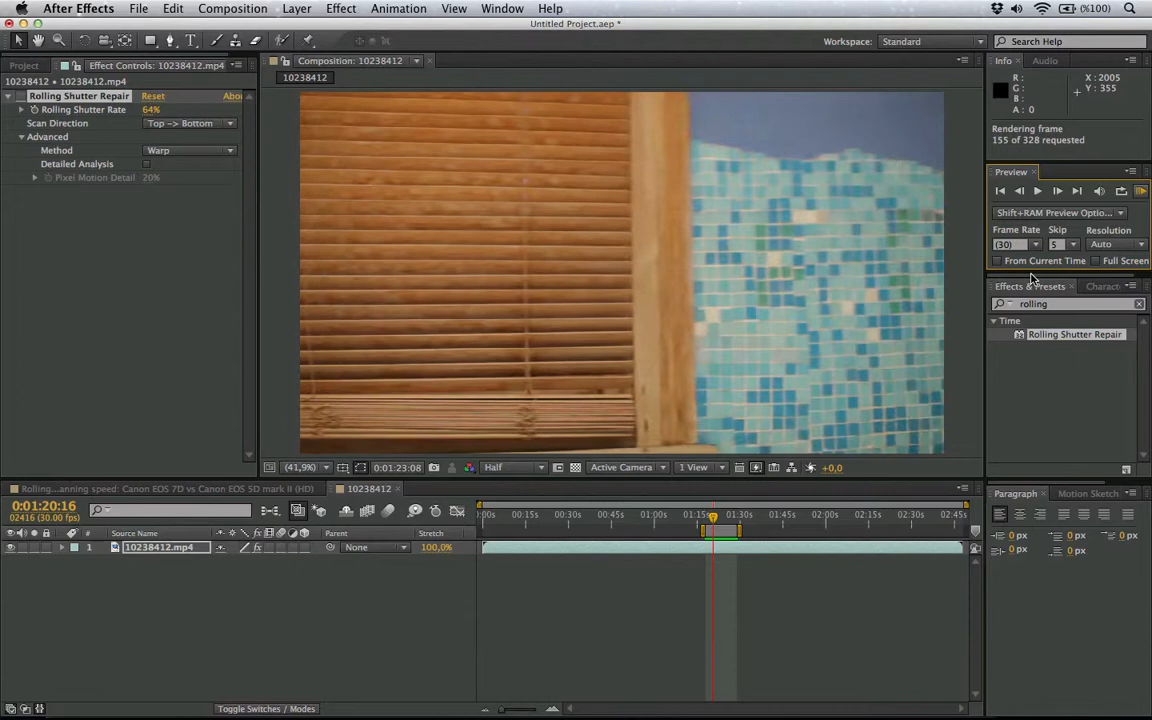 After Effects File Edit Composition Layer Effect Animation View Window Help (%100)
Untitled Project.aep *
Workspace: Standard Search Help
Project Effect Controls: 10238412.mp4
10238412 • 10238412.mp4
Rolling Shutter Repair Reset Abou
Rolling Shutter Rate 64%
Scan Direction Top -> Bottom
Advanced
Method Warp
Detailed Analysis
Pixel Motion Detail 20%
Composition: 10238412
10238412
(41,9%) 0:01:23:08 Half Active Camera 1 View +0,0
Info Audio
R : X : 2005
G : Y : 355
B :
A : 0
Rendering frame
155 of 328 requested
Preview
Shift+RAM Preview Optio...
Frame Rate Skip Resolution
(30) 5 Auto
From Current Time Full Screen
Effects & Presets Charact
rolling
Time
Rolling Shutter Repair
Rolling...anning speed: Canon EOS 7D vs Canon EOS 5D mark II (HD) 10238412
0:01:20:16
02416 (30.00 fps)
# Source Name Parent Stretch
1 10238412.mp4 None 100,0%
:00s 00:15s 00:30s 00:45s 01:00s 01:15s 01:30s 01:45s 02:00s 02:15s 02:30s 02:45s
Toggle Switches / Modes
Paragraph Motion Sketch
0 px 0 px 0 px
0 px 0 px